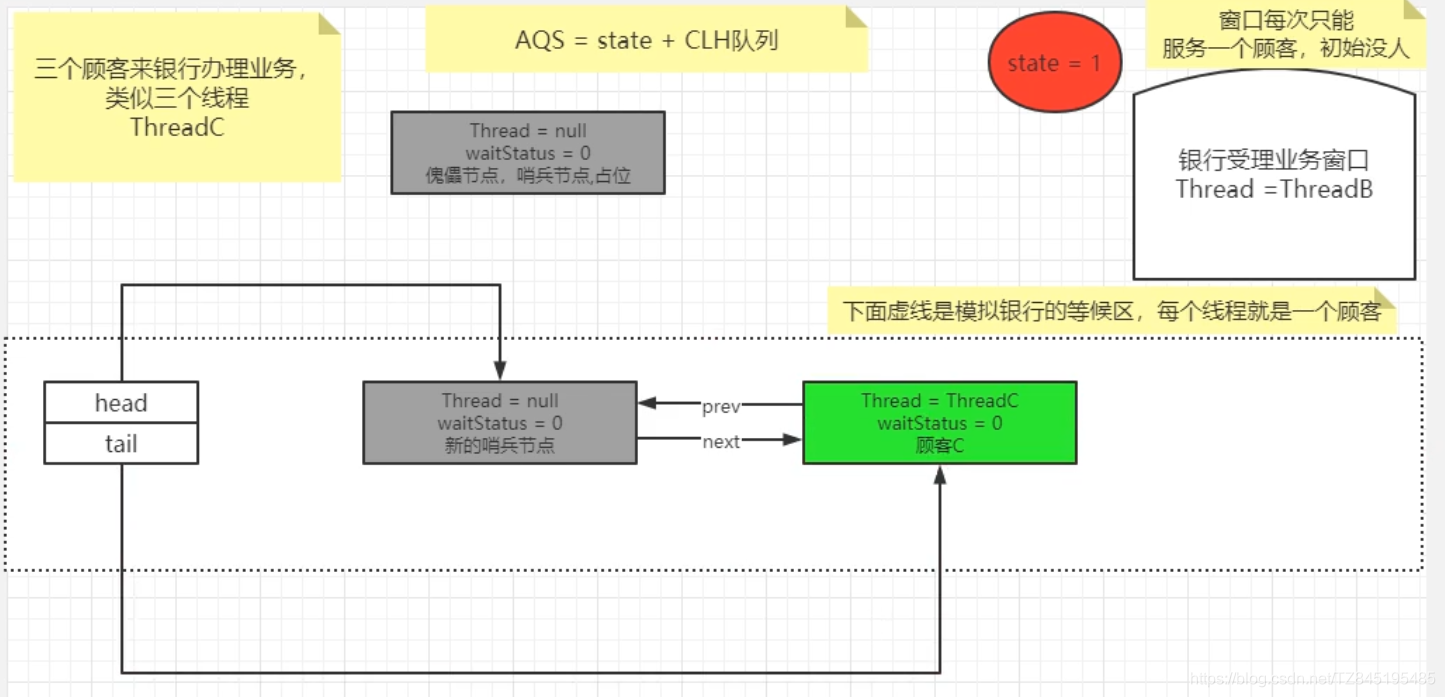 三个顾客来银行办理业务，
类似三个线程
ThreadC
AQS = state + CLH队列
state = 1
窗口每次只能
服务一个顾客，初始没人
Thread = null
waitStatus = 0
傀儡节点，哨兵节点,占位
银行受理业务窗口
Thread =ThreadB
下面虚线是模拟银行的等候区，每个线程就是一个顾客
head
tail
Thread = null
waitStatus = 0
新的哨兵节点
prev
next
Thread = ThreadC
waitStatus = 0
顾客C
https://blog.csdn.net/TZ845195485